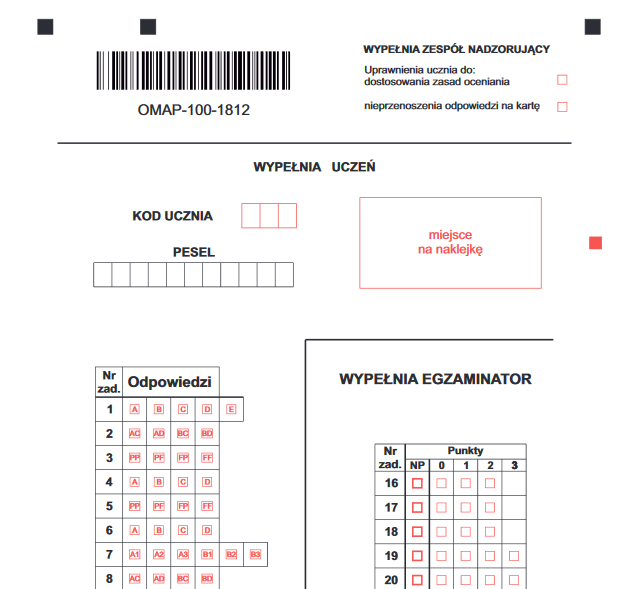 WYPEŁNIA ZESPÓŁ NADZORUJĄCY
Uprawnienia ucznia do:
dostosowania zasad oceniania
nieprzenoszenia odpowiedzi na kartę
OMAP-100-1812
WYPEŁNIA UCZEŃ
KOD UCZNIA
miejsce
na naklejkę
PESEL
Nr
zad. Odpowiedzi
1 A B C D E
2 AC AD BC BD
3 PP PF FP FF
4 A B C D
5 PP PF FP FF
6 A B C D
7 A1 A2 A3 B1 B2 B3
8 AC AD BC BD
WYPEŁNIA EGZAMINATOR
Nr
zad. Punkty
NP 0 1 2 3
16
17
18
19
20